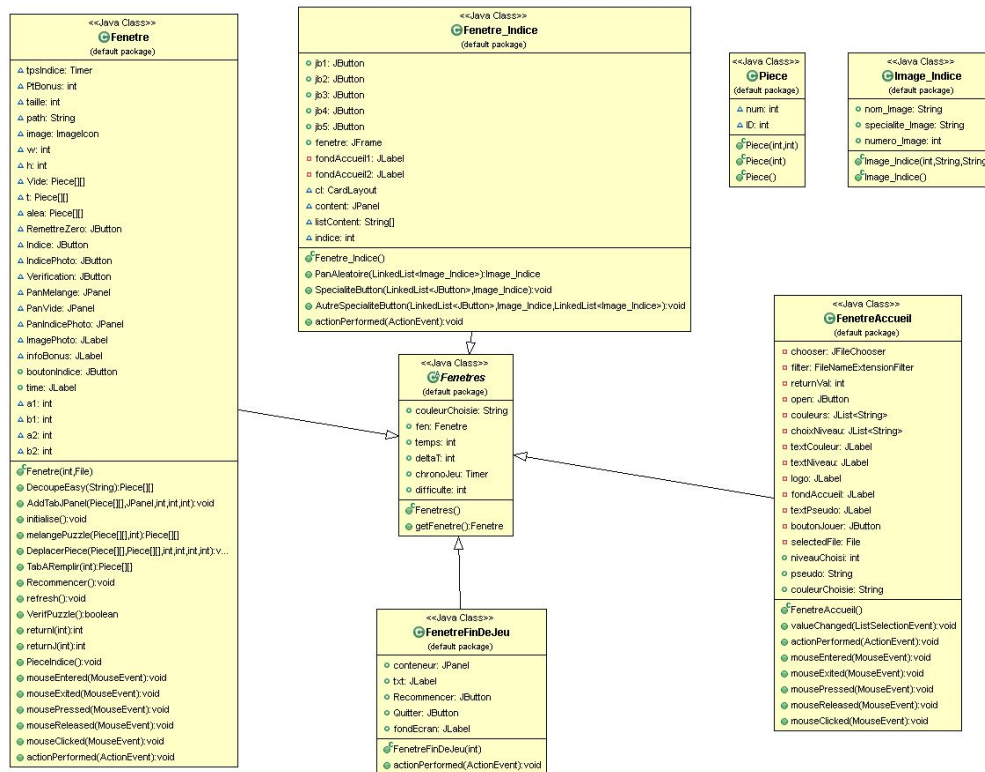 <<Java Class>>
Fenetre
(default package)
tpsIndice: Timer
PtBonus: int
taille: int
path: String
image: ImageIcon
w: int
h: int
Vide: Piece[][]
t: Piece[][]
alea: Piece[][]
RemettreZero: JButton
Indice: JButton
IndicePhoto: JButton
Verification: JButton
PanMelange: JPanel
PanVide: JPanel
PanIndicePhoto: JPanel
ImagePhoto: JLabel
infoBonus: JLabel
boutonIndice: JButton
time: JLabel
a1: int
b1: int
a2: int
b2: int
Fenetre(int,File)
DecoupeEasy(String):Piece[][]
AddTabJPanel(Piece[][],JPanel,int,int,int):void
initialise():void
melangePuzzle(Piece[][],int):Piece[][]
DeplacerPiece(Piece[][],Piece[][],int,int,int,int):v...
TabARemplir(int):Piece[][]
Recommencer():void
refresh():void
VerifPuzzle():boolean
returnI(int):int
returnJ(int):int
PieceIndice():void
mouseEntered(MouseEvent):void
mouseExited(MouseEvent):void
mousePressed(MouseEvent):void
mouseReleased(MouseEvent):void
mouseClicked(MouseEvent):void
actionPerformed(ActionEvent):void
<<Java Class>>
Fenetre_Indice
(default package)
jb1: JButton
jb2: JButton
jb3: JButton
jb4: JButton
jb5: JButton
fenetre: JFrame
fondAccueil1: JLabel
fondAccueil2: JLabel
cl: CardLayout
content: JPanel
listContent: String[]
indice: int
Fenetre_Indice()
PanAleatoire(LinkedList<Image_Indice>):Image_Indice
SpecialiteButton(LinkedList<JButton>,Image_Indice):void
AutreSpecialiteButton(LinkedList<JButton>,Image_Indice,LinkedList<Image_Indice>):void
actionPerformed(ActionEvent):void
<<Java Class>>
Piece
(default package)
num: int
ID: int
Piece(int,int)
Piece(int)
Piece()
<<Java Class>>
Image_Indice
(default package)
nom_Image: String
specialite_Image: String
numero_Image: int
Image_Indice(int,String,String
Image_Indice()
<<Java Class>>
Fenetres
(default package)
couleurChoisie: String
fen: Fenetre
temps: int
deltaT: int
chronoJeu: Timer
difficulte: int
Fenetres()
getFenetre():Fenetre
<<Java Class>>
FenetreAccueil
(default package)
chooser: JFileChooser
filter: FileNameExtensionFilter
returnVal: int
open: JButton
couleurs: JList<String>
choixNiveau: JList<String>
textCouleur: JLabel
textNiveau: JLabel
logo: JLabel
fondAccueil: JLabel
textPseudo: JLabel
boutonJouer: JButton
selectedFile: File
niveauChoisi: int
pseudo: String
couleurChoisie: String
FenetreAccueil()
valueChanged(ListSelectionEvent):void
actionPerformed(ActionEvent):void
mouseEntered(MouseEvent):void
mouseExited(MouseEvent):void
mousePressed(MouseEvent):void
mouseReleased(MouseEvent):void
mouseClicked(MouseEvent):void
<<Java Class>>
FenetreFinDeJeu
(default package)
conteneur: JPanel
txt: JLabel
Recommencer: JButton
Quitter: JButton
fondEcran: JLabel
FenetreFinDeJeu(int)
actionPerformed(ActionEvent):void